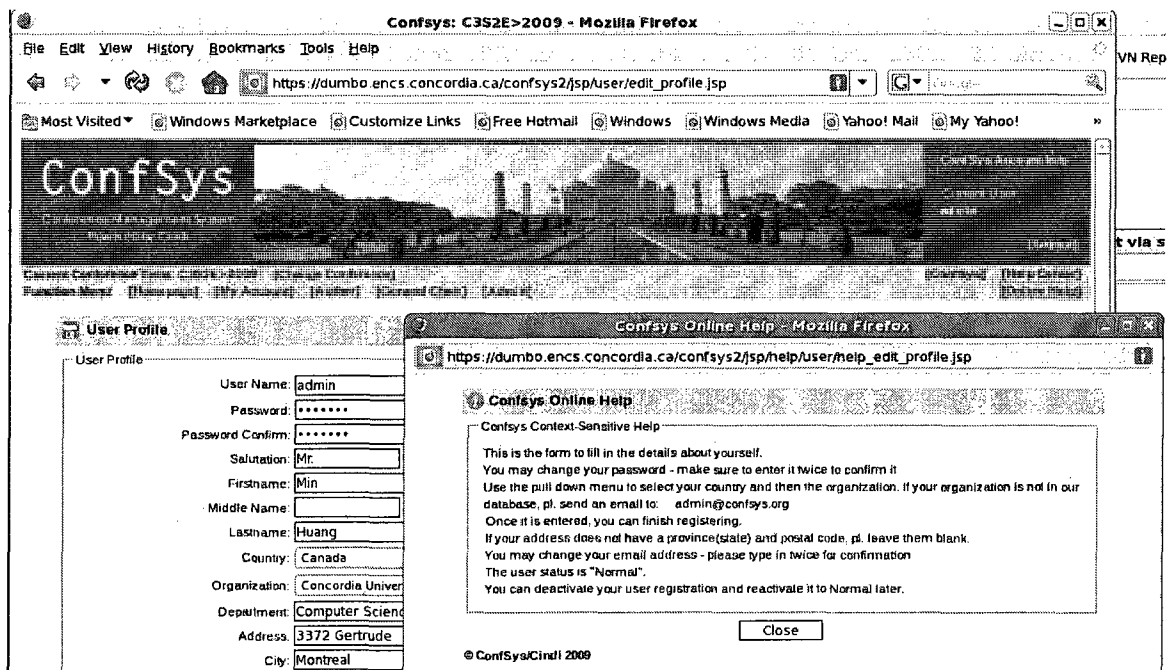 Confsys: C3S2E>2009 - Mozilla Firefox
File Edit View History Bookmarks Tools Help
https://dumbo.encs.concordia.ca/confsys2/jsp/user/edit_profile.jsp
VN Rep
Most Visited Windows Marketplace Customize Links Free Hotmail Windows Windows Media Yahoo! Mail My Yahoo! »
ConfSys
t via s
User Profile
User Profile
User Name: admin
Password: •••••••
Password Confirm: •••••••
Salutation: Mr.
Firstname: Min
Middle Name:
Lastname: Huang
Country: Canada
Organization: Concordia Univer
Department: Computer Scienc
Address: 3372 Gertrude
City: Montreal
Confsys Online Help - Mozilla Firefox
https://dumbo.encs.concordia.ca/confsys2/jsp/help/user/help_edit_profile.jsp
Confsys Online Help
Confsys Context-Sensitive Help
This is the form to fill in the details about yourself.
You may change your password - make sure to enter it twice to confirm it
Use the pull down menu to select your country and then the organization. If your organization is not in our
database, pl. send an email to: admin@confsys.org
Once it is entered, you can finish registering.
If your address does not have a province(state) and postal code, pl. leave them blank.
You may change your email address - please type in twice for confirmation
The user status is "Normal".
You can deactivate your user registration and reactivate it to Normal later.
Close
© ConfSys/CindI 2009